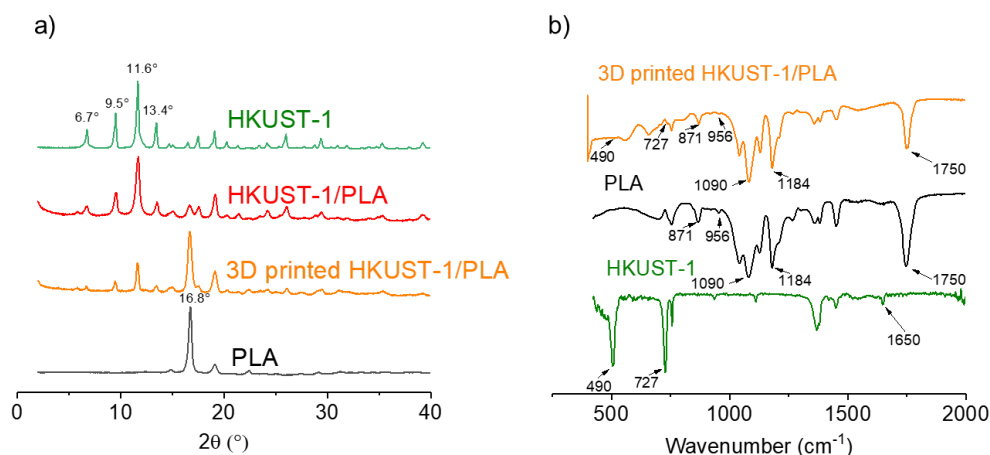 a)
6.7°
9.5°
11.6°
13.4°
HKUST-1
HKUST-1/PLA
3D printed HKUST-1/PLA
16.8°
PLA
0
10
20
30
40
2θ (°)
b)
3D printed HKUST-1/PLA
490
727
871
956
1090
1184
1750
PLA
871
956
1090
1184
1750
HKUST-1
490
727
1650
500
1000
1500
2000
Wavenumber (cm⁻¹)